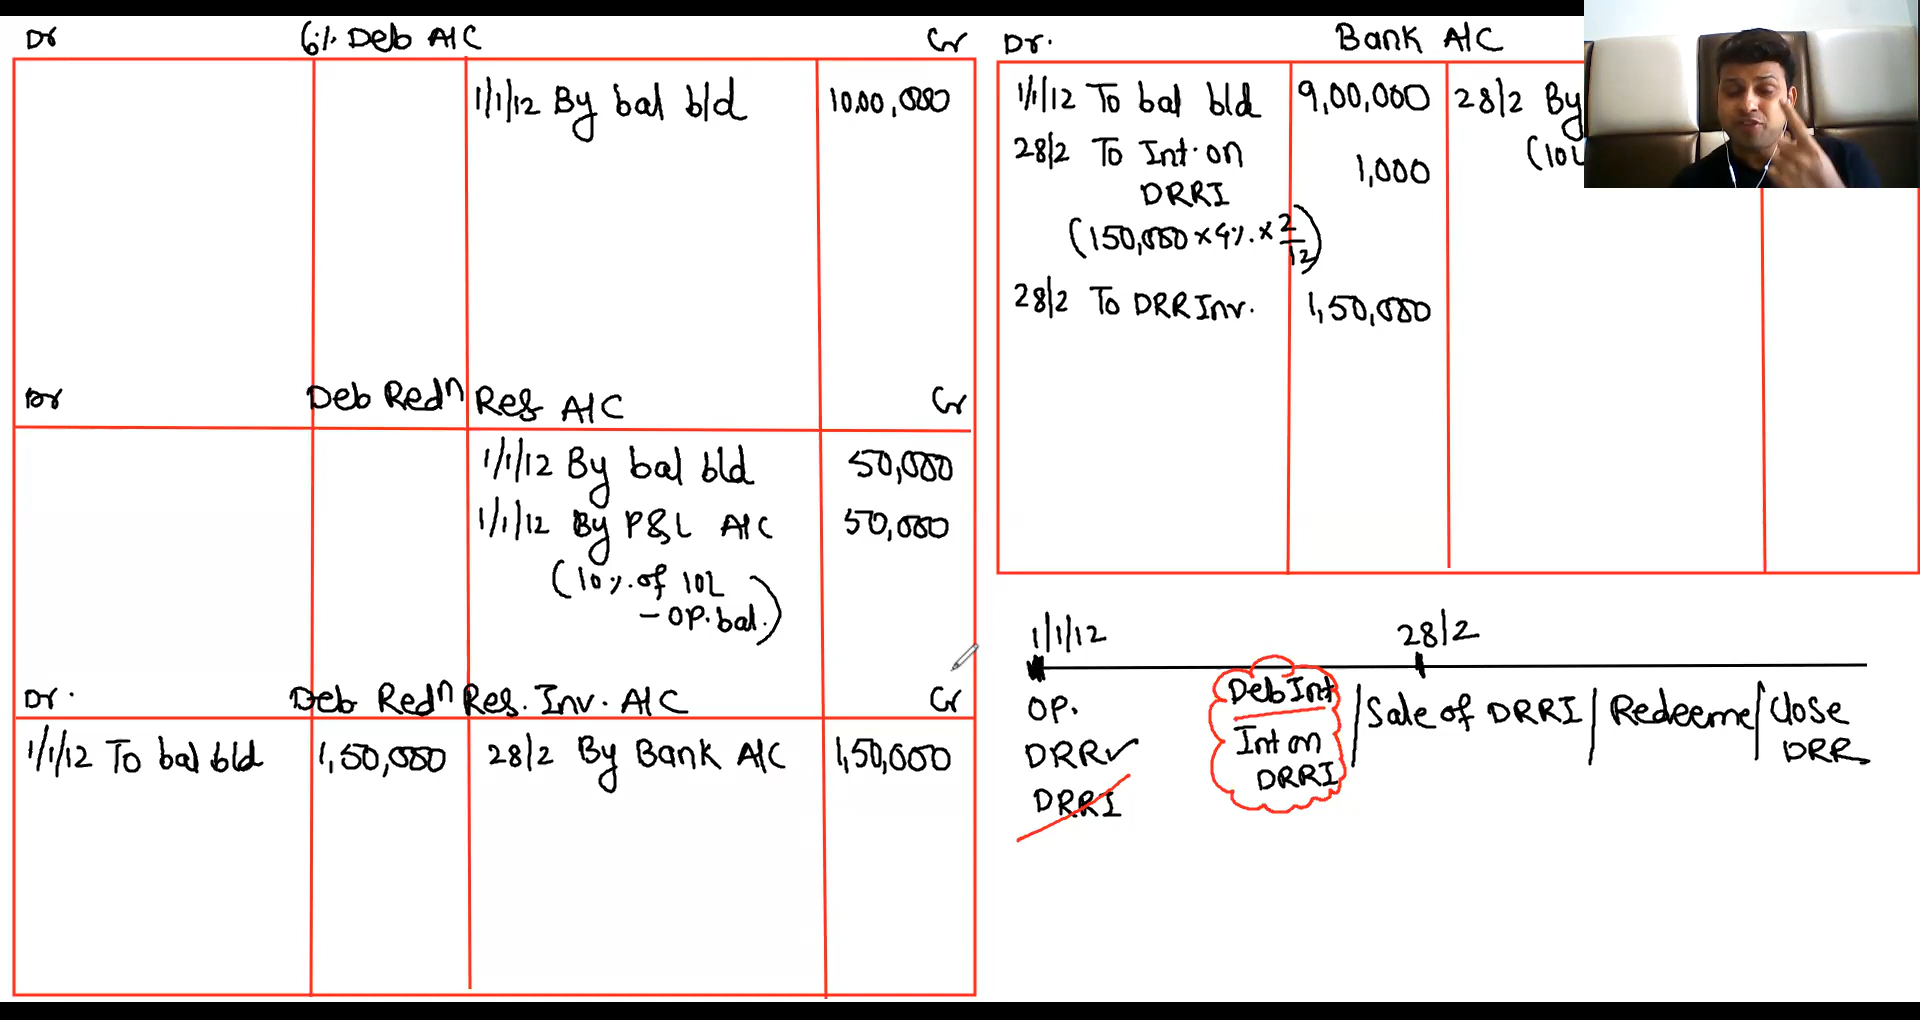 Dr 6% Deb A/C Cr
1/1/12 By bal b/d 10,00,000
Dr Deb Redn Res A/C Cr
1/1/12 By bal b/d 50,000
1/1/12 By P&L A/C 50,000
(10% of 10L
- OP. bal.)
Dr. Deb Redn Res. Inv. A/C Cr
1/1/12 To bal b/d 1,50,000 28/2 By Bank A/C 1,50,000
Dr. Bank A/C
1/1/12 To bal b/d 9,00,000 28/2 By
28/2 To Int. on 1,000 (10L
DRRI
(150,000 × 4% × 2/12)
28/2 To DRR Inv. 1,50,000
1/1/12 28/2
OP.
DRR✓
DRRI
Deb Int
Int on
DRRI
Sale of DRRI
Redeeme
Close
DRR